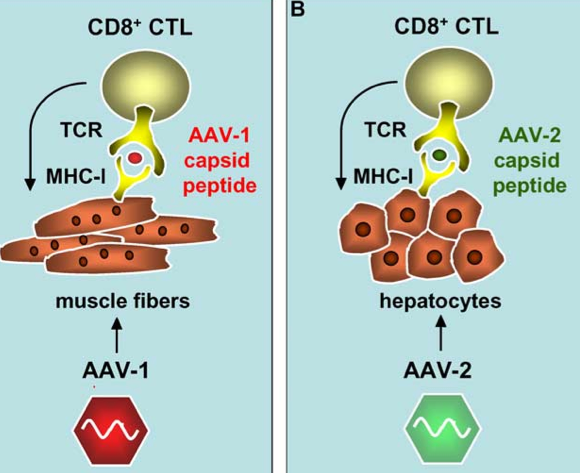 CD8⁺ CTL
TCR
MHC-I
AAV-1
capsid
peptide
muscle fibers
AAV-1
B
CD8⁺ CTL
TCR
MHC-I
AAV-2
capsid
peptide
hepatocytes
AAV-2